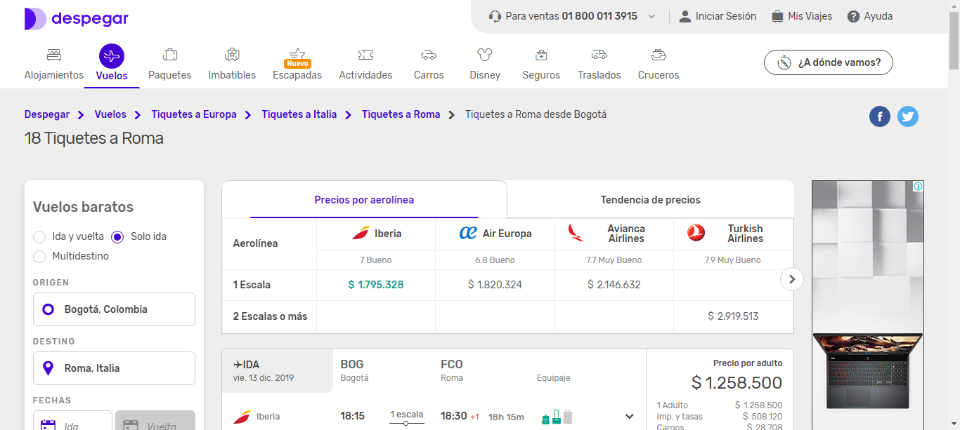 despegar
Para ventas 01 800 011 3915
Iniciar Sesión
Mis Viajes
Ayuda
Alojamientos
Vuelos
Paquetes
Imbatibles
Nuevo
Escapadas
Actividades
Carros
Disney
Seguros
Traslados
Cruceros
¿A dónde vamos?
Despegar
Vuelos
Tiquetes a Europa
Tiquetes a Italia
Tiquetes a Roma
Tiquetes a Roma desde Bogotá
18 Tiquetes a Roma
Vuelos baratos
Ida y vuelta
Solo ida
Multidestino
ORIGEN
Bogotá, Colombia
DESTINO
Roma, Italia
FECHAS
Ida
Vuelta
Precios por aerolínea
Tendencia de precios
Aerolínea
Iberia
Air Europa
Avianca
Airlines
Turkish
Airlines
7 Bueno
6.8 Bueno
7.7 Muy Bueno
7.9 Muy Bueno
1 Escala
$ 1.795.328
$ 1.820.324
$ 2.146.632
2 Escalas o más
$ 2.919.513
IDA
vie. 13 dic. 2019
BOG
Bogotá
FCO
Roma
Equipaje
Iberia
18:15
1 escala
18:30 +1
18h 15m
Precio por adulto
$ 1.258.500
1 Adulto $ 1.258.500
Imp. y tasas $ 508.120
Cargos $ 28.708